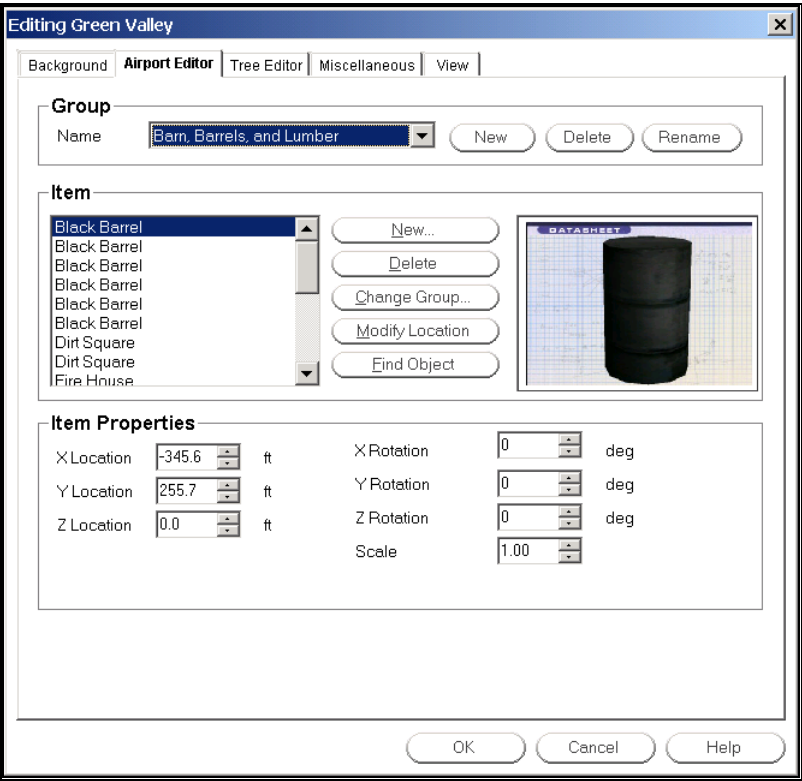 Editing Green Valley
Background Airport Editor Tree Editor Miscellaneous View
Group
Name Barn, Barrels, and Lumber New Delete Rename
Item
Black Barrel
Black Barrel
Black Barrel
Black Barrel
Black Barrel
Black Barrel
Dirt Square
Dirt Square
Fire House
New...
Delete
Change Group...
Modify Location
Find Object
DATASHEET
Item Properties
X Location -345.6 ft
Y Location 255.7 ft
Z Location 0.0 ft
X Rotation 0 deg
Y Rotation 0 deg
Z Rotation 0 deg
Scale 1.00
OK Cancel Help